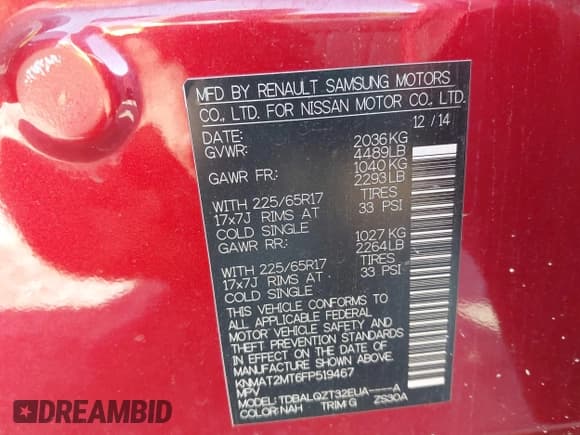 MFD BY RENAULT SAMSUNG MOTORS
CO., LTD. FOR NISSAN MOTOR CO., LTD.
DATE: 12 / 14
GVWR: 2036 KG
4489LB
GAWR FR: 1040 KG
2293LB
WITH 225/65R17 TIRES
17x7J RIMS AT 33 PSI
COLD SINGLE
GAWR RR: 1027 KG
2264LB
WITH 225/65R17 TIRES
17x7J RIMS AT 33 PSI
COLD SINGLE
THIS VEHICLE CONFORMS TO
ALL APPLICABLE FEDERAL
MOTOR VEHICLE SAFETY AND
THEFT PREVENTION STANDARDS
IN EFFECT ON THE DATE OF
MANUFACTURE SHOWN ABOVE.
KNMAT2MT6FP519467
MPV
MODEL: TDBALQZT32EUA----A
COLOR:NAH TRIM:G ZS30A
DREAMBID
DREAMBID